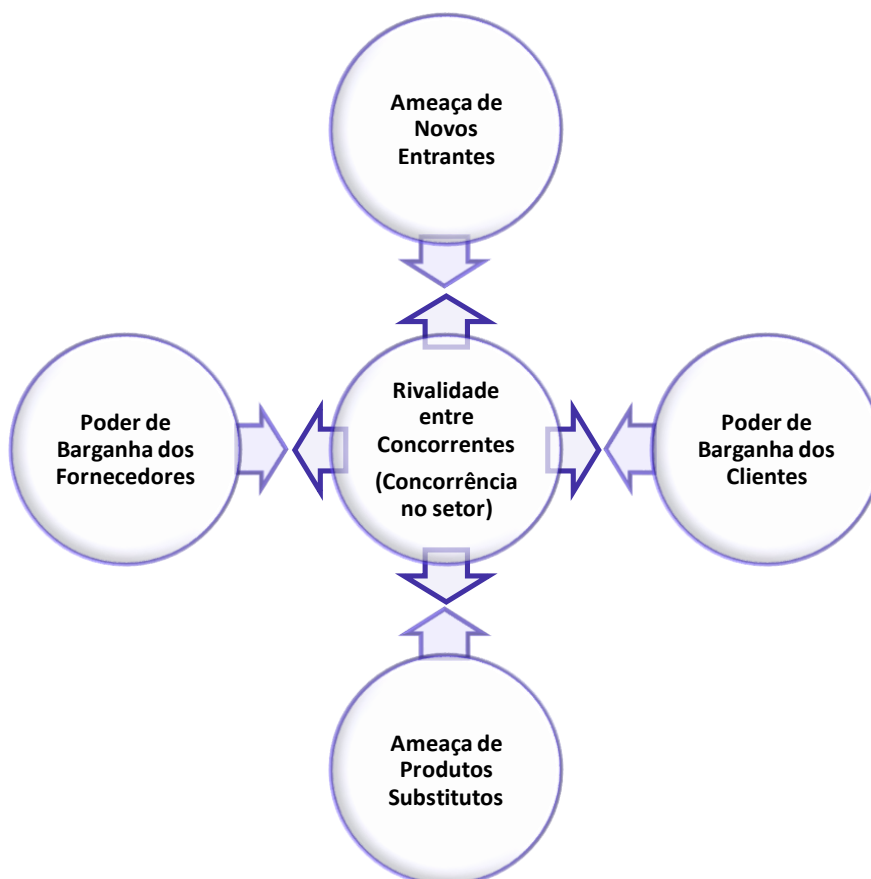 Ameaça de
Novos
Entrantes
Poder de
Barganha dos
Fornecedores
Rivalidade
entre
Concorrentes
(Concorrência
no setor)
Poder de
Barganha dos
Clientes
Ameaça de
Produtos
Substitutos